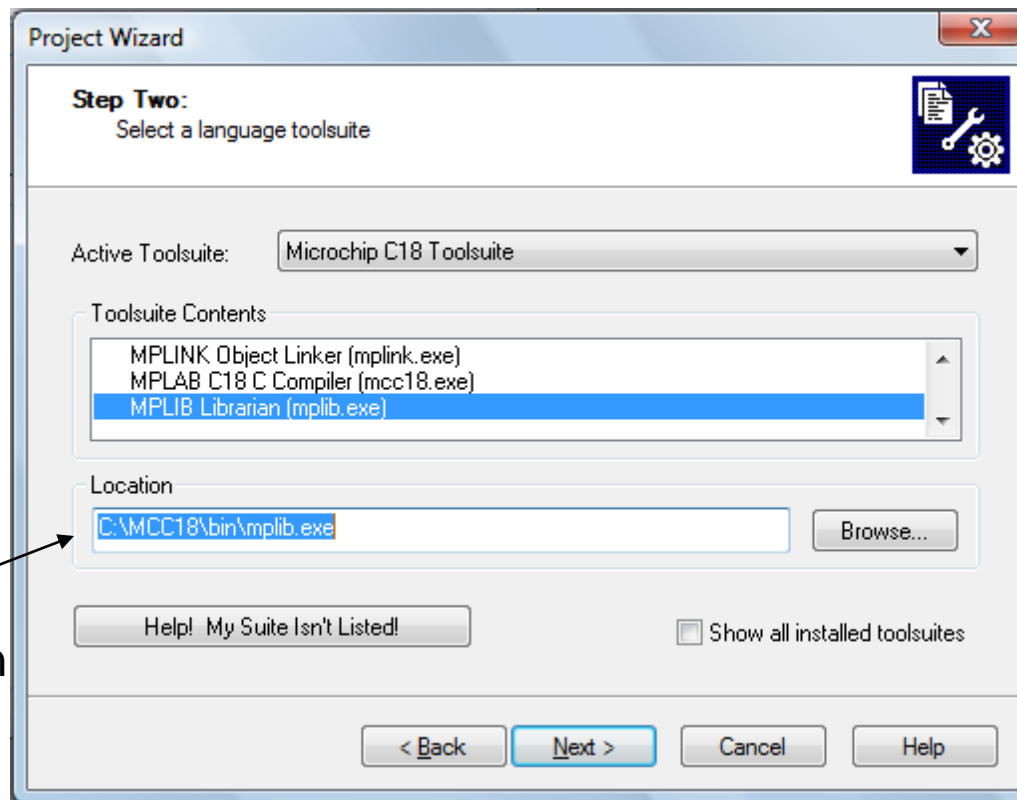 Project Wizard
Step Two:
Select a language toolsuite
Active Toolsuite: Microchip C18 Toolsuite
Toolsuite Contents
MPLINK Object Linker (mplink.exe)
MPLAB C18 C Compiler (mcc18.exe)
MPLIB Librarian (mplib.exe)
Location
C:\MCC18\bin\mplib.exe Browse...
Help! My Suite Isn't Listed! Show all installed toolsuites
< Back Next > Cancel Help